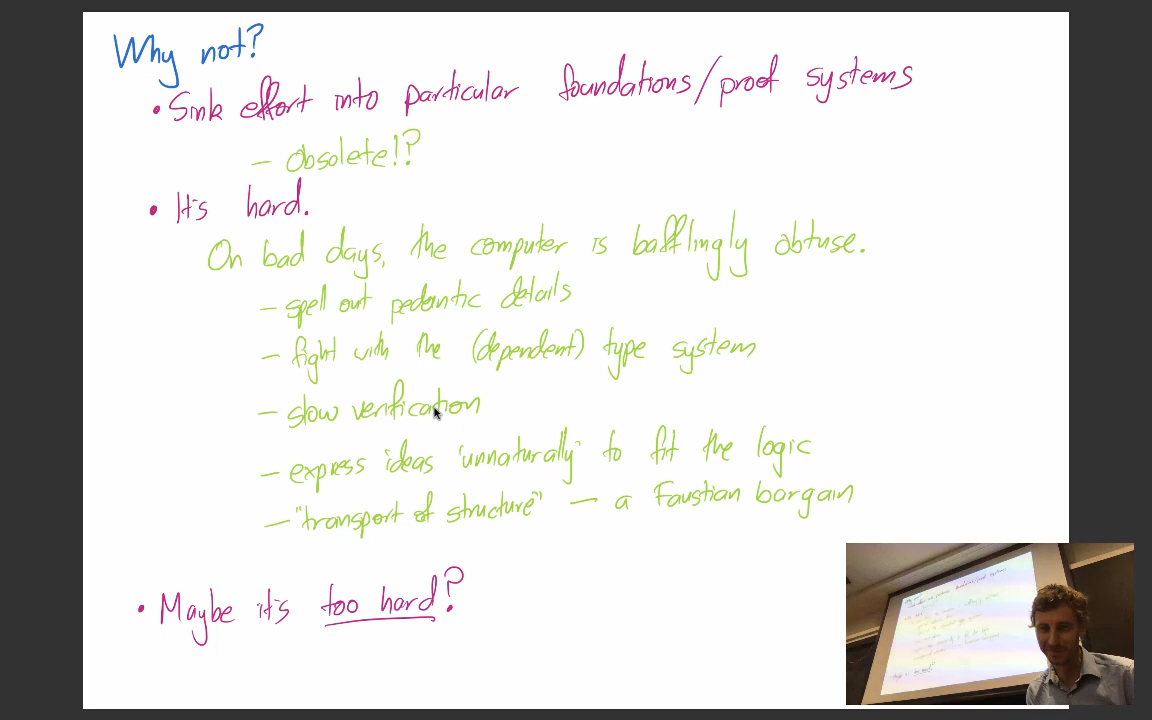 Why not?
• Sink effort into particular foundations/proof systems
– Obsolete!?
• It's hard.
On bad days, the computer is bafflingly obtuse.
– spell out pedantic details
– fight with the (dependent) type system
– slow verification
– express ideas 'unnaturally' to fit the logic
– "transport of structure" – a Faustian bargain
• Maybe it's too hard?